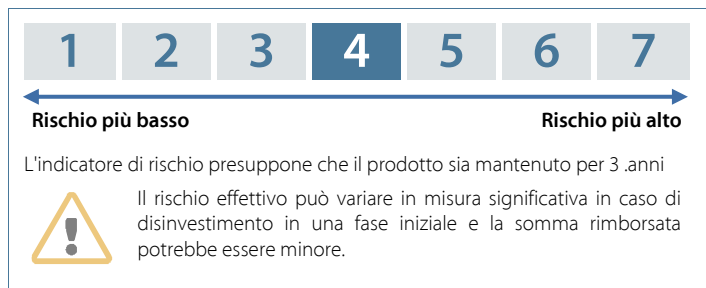 1 2 3 4 5 6 7
Rischio più basso Rischio più alto
L'indicatore di rischio presuppone che il prodotto sia mantenuto per 3 .anni
Il rischio effettivo può variare in misura significativa in caso di
disinvestimento in una fase iniziale e la somma rimborsata
potrebbe essere minore.